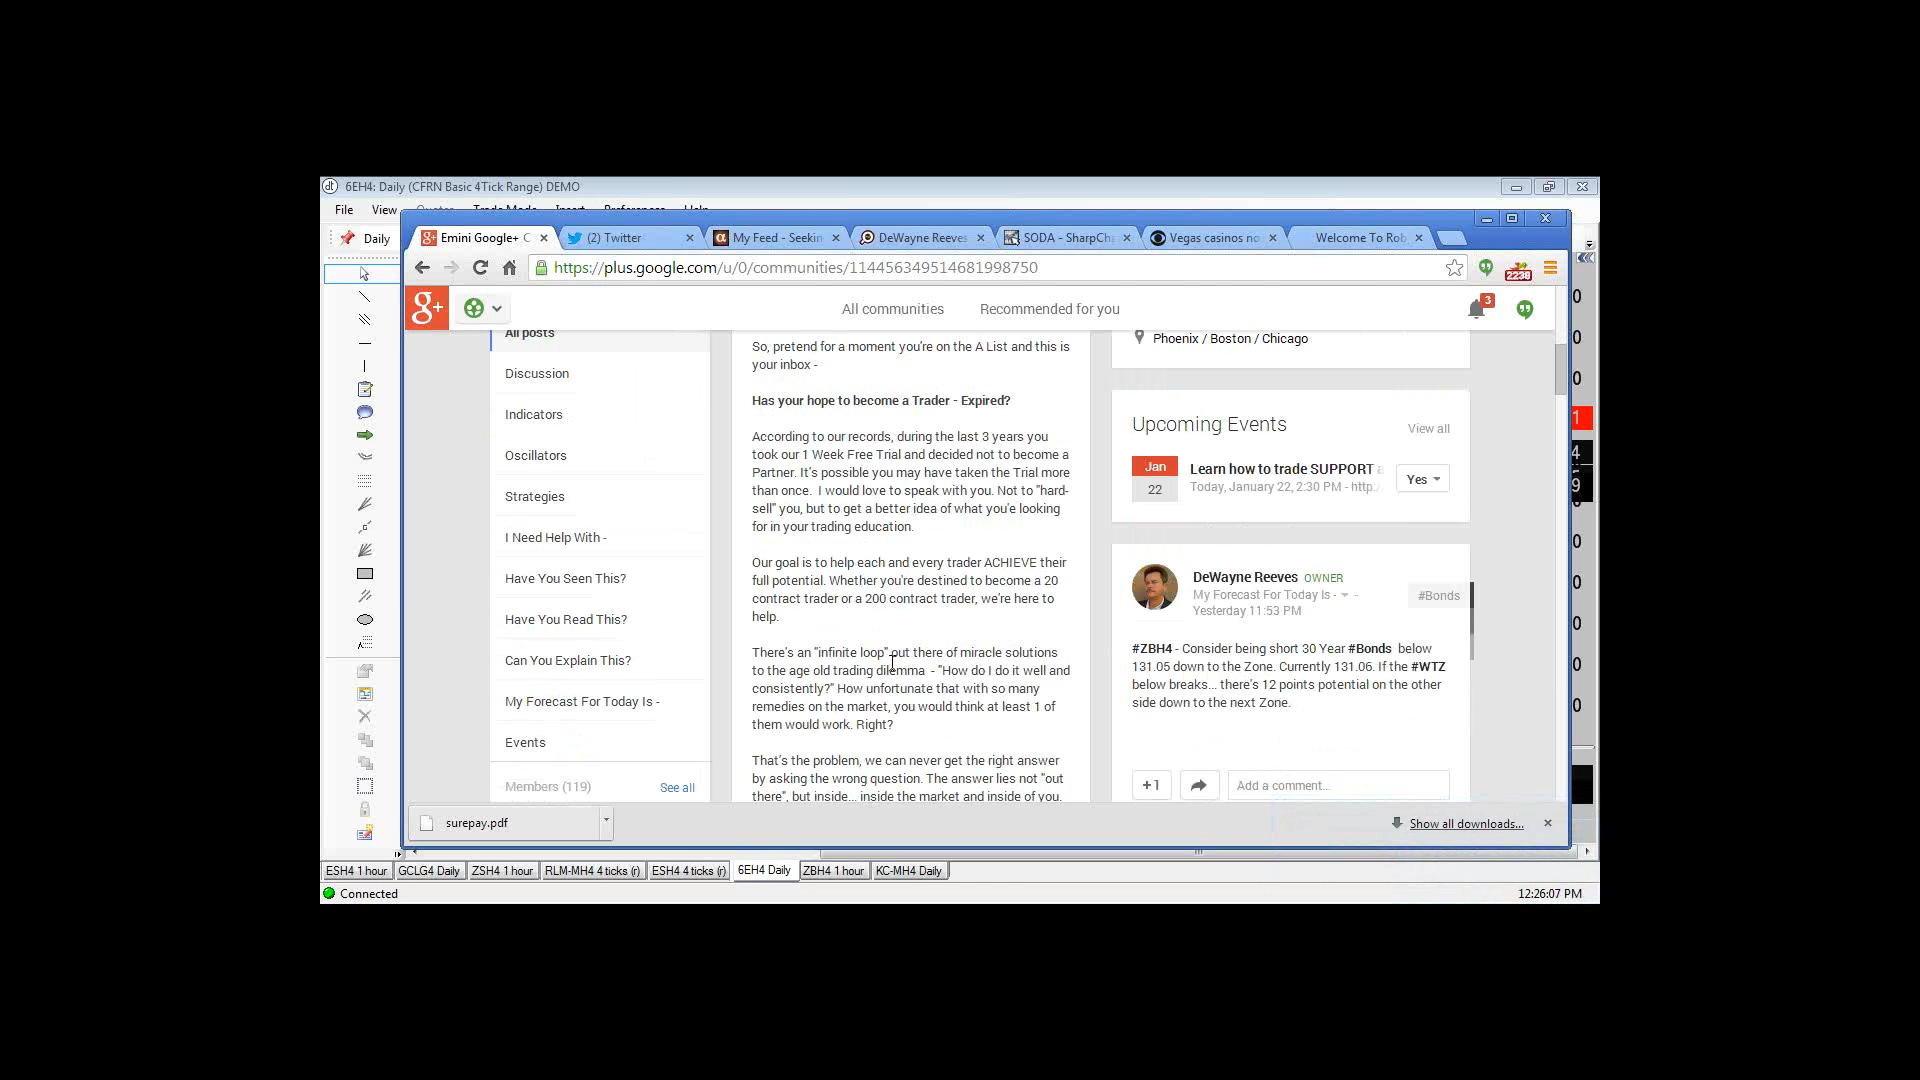 6EH4: Daily (CFRN Basic 4Tick Range) DEMO
File View Quotes Trade Mode Insert Preferences Help
Daily
Emini Google+ C
(2) Twitter
My Feed - Seekin
DeWayne Reeves
SODA - SharpCha
Vegas casinos no
Welcome To Rob
https://plus.google.com/u/0/communities/114456349514681998750
2238
g+
All communities
Recommended for you
3
All posts
Discussion
Indicators
Oscillators
Strategies
I Need Help With -
Have You Seen This?
Have You Read This?
Can You Explain This?
My Forecast For Today Is -
Events
Members (119)
See all
So, pretend for a moment you're on the A List and this is
your inbox -
Has your hope to become a Trader - Expired?
According to our records, during the last 3 years you
took our 1 Week Free Trial and decided not to become a
Partner. It's possible you may have taken the Trial more
than once.  I would love to speak with you. Not to "hard-
sell" you, but to get a better idea of what you'e looking
for in your trading education.
Our goal is to help each and every trader ACHIEVE their
full potential. Whether you're destined to become a 20
contract trader or a 200 contract trader, we're here to
help.
There's an "infinite loop" out there of miracle solutions
to the age old trading dilemma  - "How do I do it well and
consistently?" How unfortunate that with so many
remedies on the market, you would think at least 1 of
them would work. Right?
That's the problem, we can never get the right answer
by asking the wrong question. The answer lies not "out
there", but inside... inside the market and inside of you.
Phoenix / Boston / Chicago
Upcoming Events
View all
Jan
22
Learn how to trade SUPPORT a
Today, January 22, 2:30 PM - http:/
Yes
DeWayne Reeves OWNER
My Forecast For Today Is - -
Yesterday 11:53 PM
#Bonds
#ZBH4 - Consider being short 30 Year #Bonds  below
131.05 down to the Zone. Currently 131.06. If the #WTZ
below breaks... there's 12 points potential on the other
side down to the next Zone.
+1
Add a comment...
surepay.pdf
Show all downloads...
ESH4 1 hour
GCLG4 Daily
ZSH4 1 hour
RLM-MH4 4 ticks (r)
ESH4 4 ticks (r)
6EH4 Daily
ZBH4 1 hour
KC-MH4 Daily
Connected
12:26:07 PM